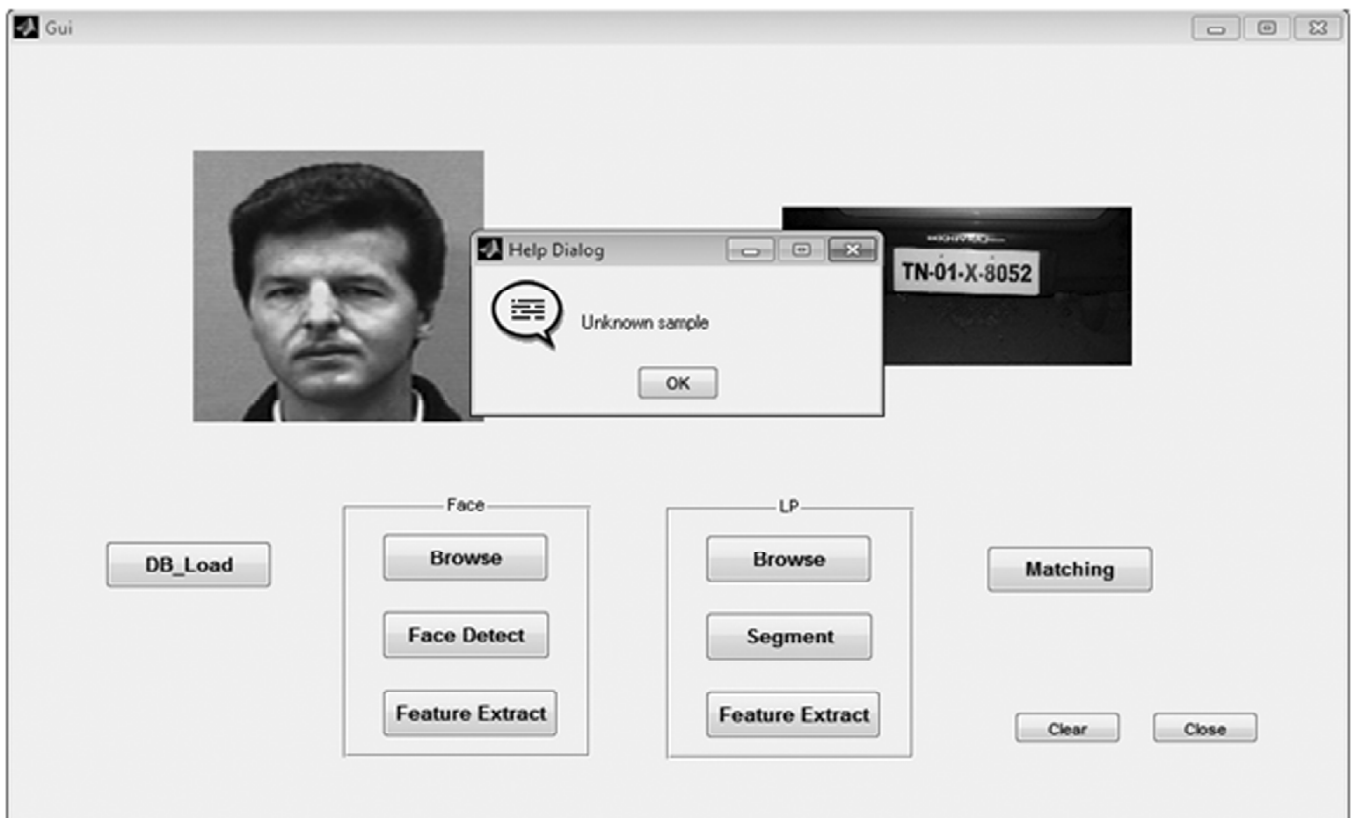 Gui
Help Dialog
Unknown sample
OK
TN-01-X-8052
Face
LP
DB_Load
Browse
Browse
Matching
Face Detect
Segment
Feature Extract
Feature Extract
Clear
Close